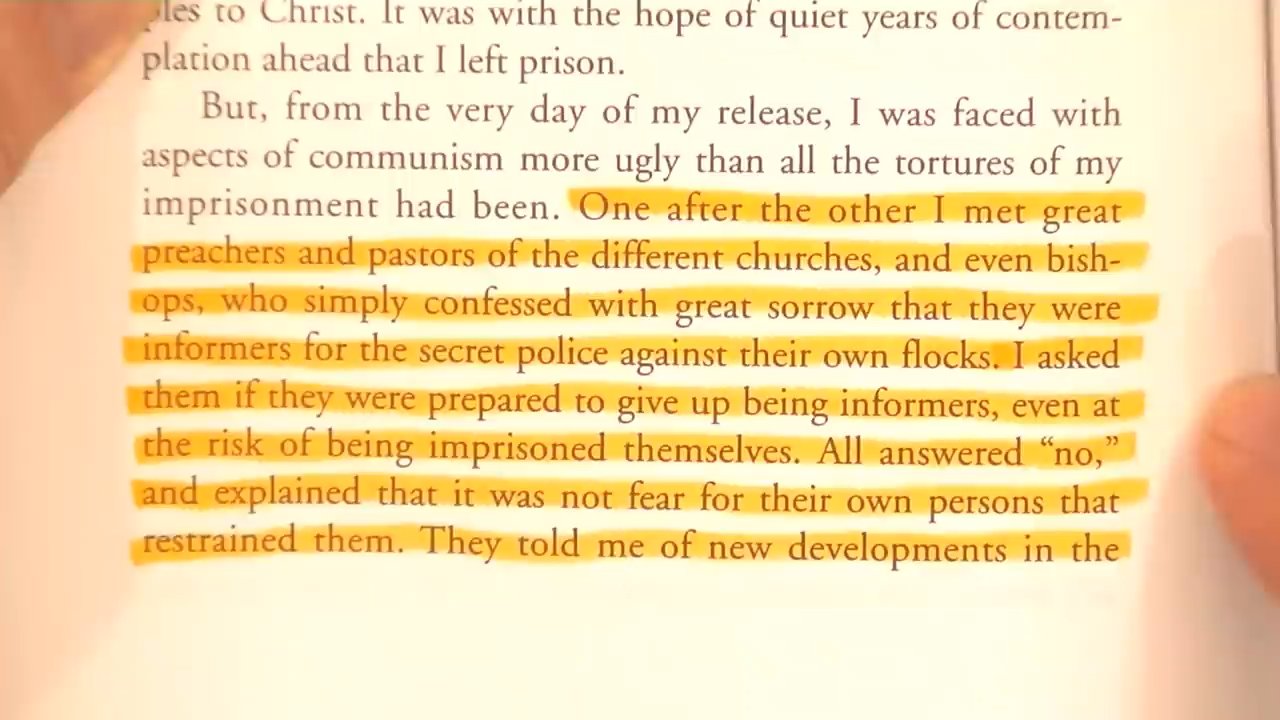 to Christ. It was with the hope of quiet years of contem-
plation ahead that I left prison.
But, from the very day of my release, I was faced with
aspects of communism more ugly than all the tortures of my
imprisonment had been. One after the other I met great
preachers and pastors of the different churches, and even bish-
ops, who simply confessed with great sorrow that they were
informers for the secret police against their own flocks. I asked
them if they were prepared to give up being informers, even at
the risk of being imprisoned themselves. All answered “no,”
and explained that it was not fear for their own persons that
restrained them. They told me of new developments in the